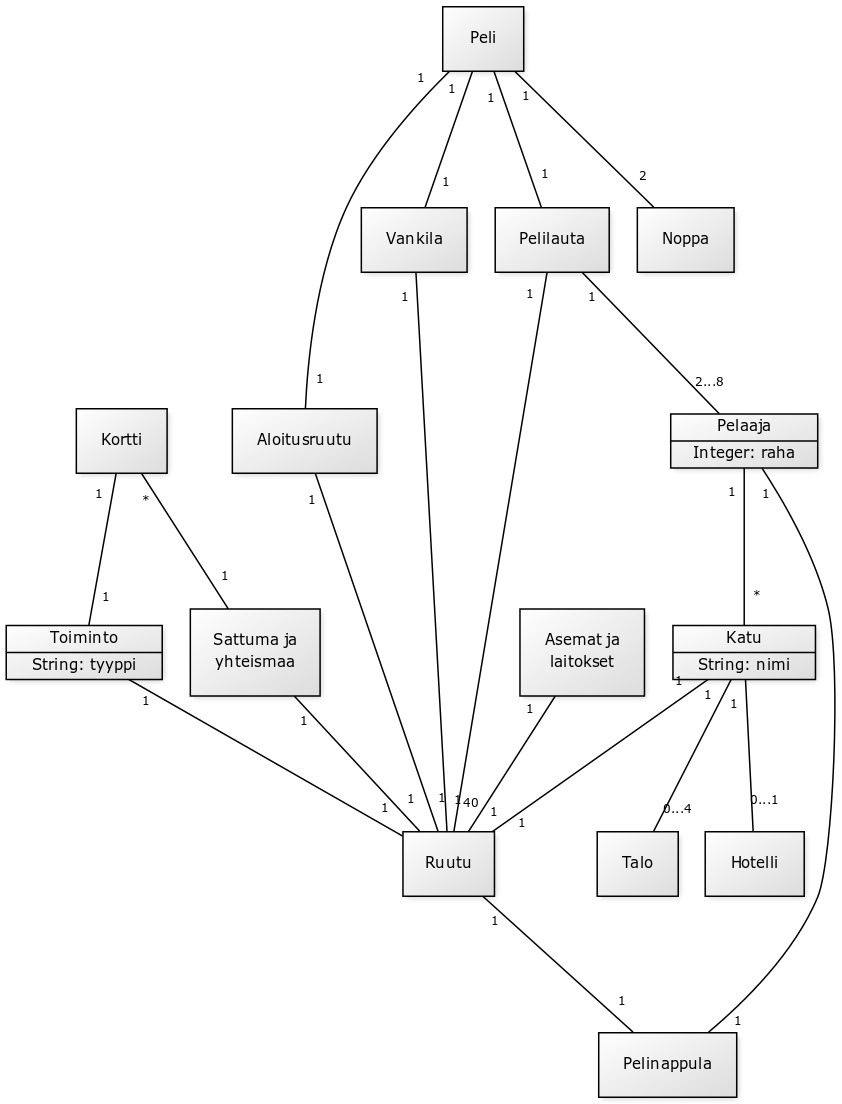 Peli
1
1
1
1
1
1
2
Vankila
Pelilauta
Noppa
1
1
1
1
2...8
Kortti
Aloitusruutu
Pelaaja
Integer: raha
1
*
1
1
1
1
1
*
Toiminto
String: tyyppi
Sattuma ja
yhteismaa
Asemat ja
laitokset
Katu
String: nimi
1
1
1
1
1
1
1
1
1
1
40
1
1
0...4
0...1
Ruutu
Talo
Hotelli
1
1
1
Pelinappula